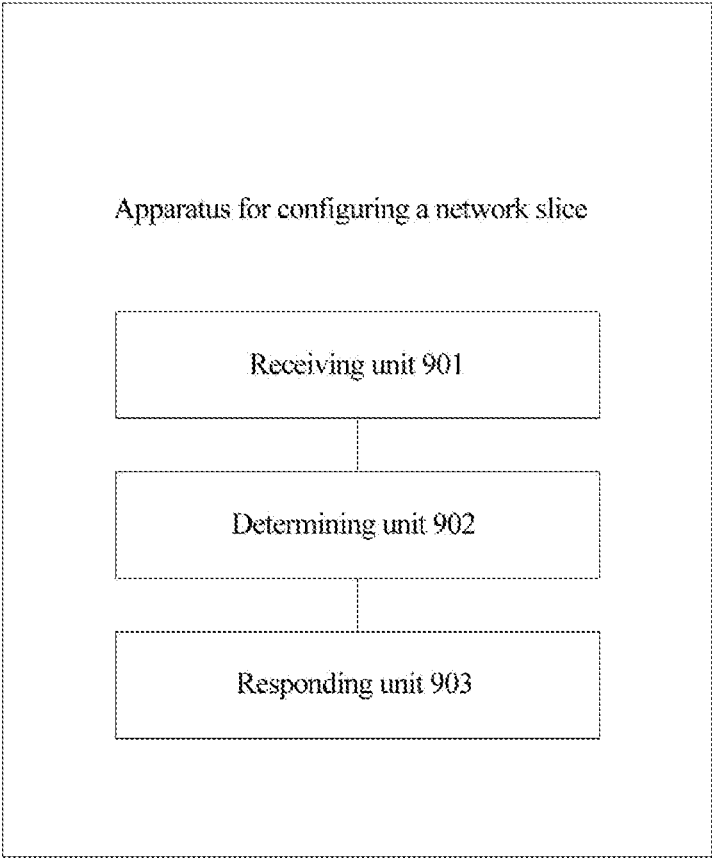 Apparatus for configuring a network slice
Receiving unit 901
Determining unit 902
Responding unit 903